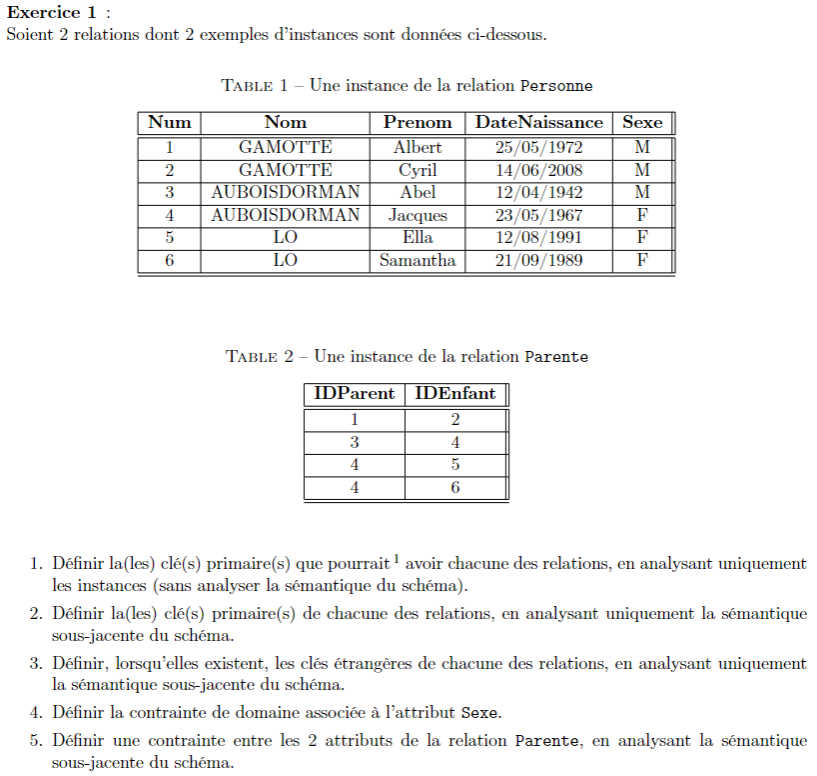 Exercice 1 :
Soient 2 relations dont 2 exemples d'instances sont données ci-dessous.
TABLE 1 – Une instance de la relation Personne
Num Nom Prenom DateNaissance Sexe
1 GAMOTTE Albert 25/05/1972 M
2 GAMOTTE Cyril 14/06/2008 M
3 AUBOISDORMAN Abel 12/04/1942 M
4 AUBOISDORMAN Jacques 23/05/1967 F
5 LO Ella 12/08/1991 F
6 LO Samantha 21/09/1989 F
TABLE 2 – Une instance de la relation Parente
IDParent IDEnfant
1 2
3 4
4 5
4 6
1. Définir la(les) clé(s) primaire(s) que pourrait 1 avoir chacune des relations, en analysant uniquement
les instances (sans analyser la sémantique du schéma).
2. Définir la(les) clé(s) primaire(s) de chacune des relations, en analysant uniquement la sémantique
sous-jacente du schéma.
3. Définir, lorsqu'elles existent, les clés étrangères de chacune des relations, en analysant uniquement
la sémantique sous-jacente du schéma.
4. Définir la contrainte de domaine associée à l'attribut Sexe.
5. Définir une contrainte entre les 2 attributs de la relation Parente, en analysant la sémantique
sous-jacente du schéma.